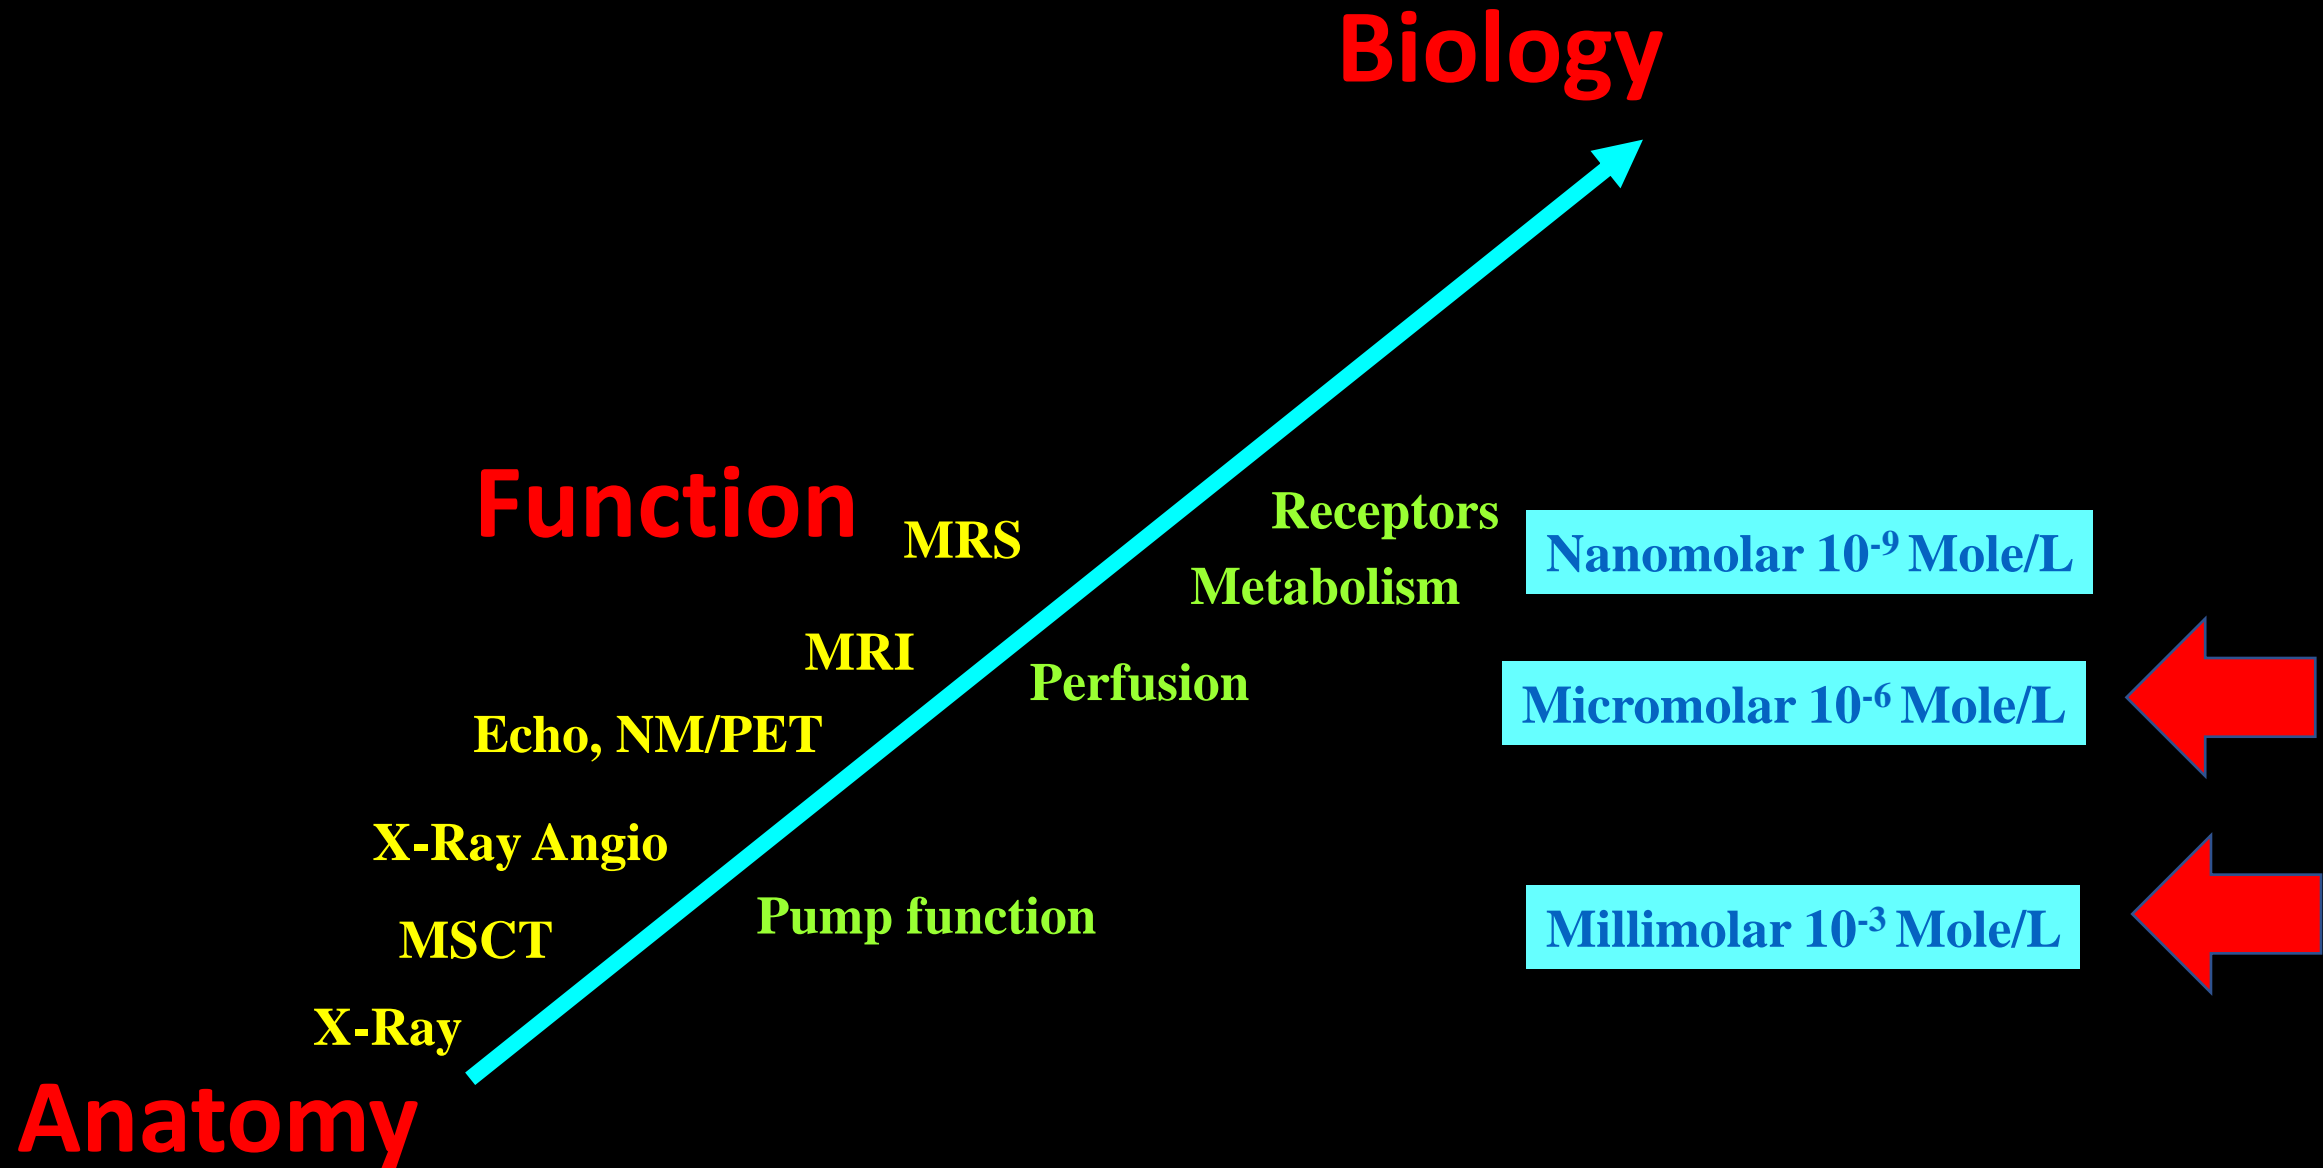 Biology
Function
MRS
Receptors
Nanomolar 10⁻⁹ Mole/L
Metabolism
MRI
Perfusion
Micromolar 10⁻⁶ Mole/L
Echo, NM/PET
X-Ray Angio
Pump function
Millimolar 10⁻³ Mole/L
MSCT
X-Ray
Anatomy